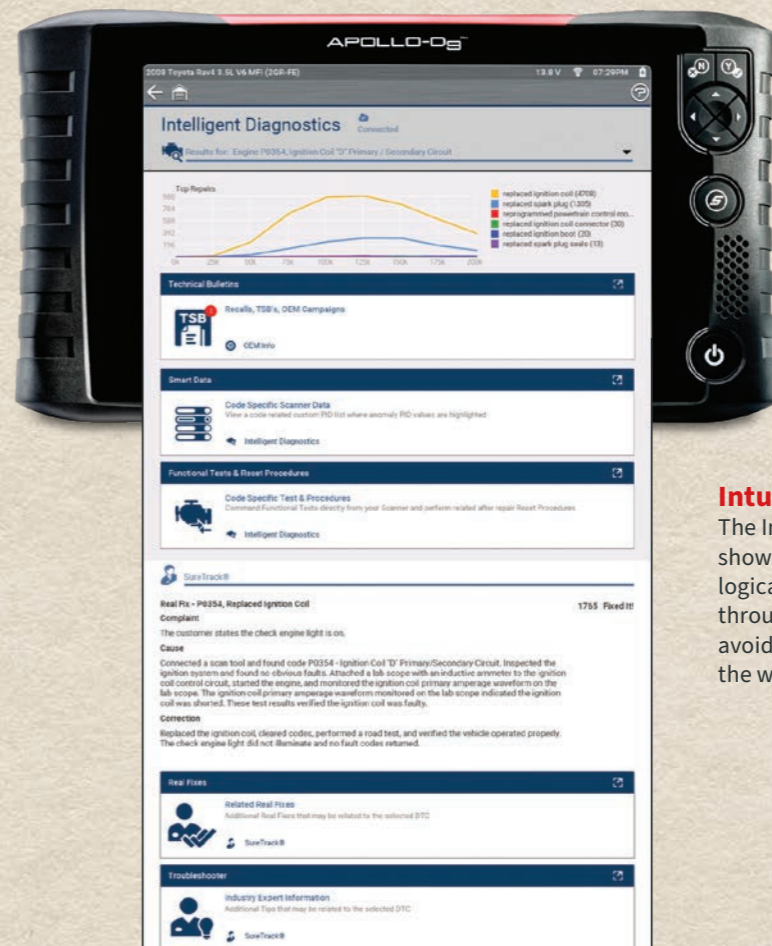 APOLLO-D8
2008 Toyota Rav4 3.5L V6 MFI (2GR-FE)
13.8 V 07:29PM
Intelligent Diagnostics
Connected
Results for: Engine P0354, Ignition Coil "D" Primary / Secondary Circuit
Top Repairs
980
784
588
392
196
0K 25K 50K 75K 100K 125K 150K 175K 200K
replaced ignition coil (4708)
replaced spark plug (1305)
reprogrammed powertrain control mo...
replaced ignition coil connector (30)
replaced ignition boot (20)
replaced spark plug seals (13)
N Y
S
Technical Bulletins
TSB
Recalls, TSB's, OEM Campaigns
OEM Info
Smart Data
Code Specific Scanner Data
View a code related custom PID list where anomaly PID values are highlighted
Intelligent Diagnostics
Functional Tests & Reset Procedures
Code Specific Test & Procedures
Command Functional Tests directly from your Scanner and perform related after repair Reset Procedures
Intelligent Diagnostics
SureTrack®
Real Fix - P0354, Replaced Ignition Coil 1765 Fixed It!
Complaint
The customer states the check engine light is on.
Cause
Connected a scan tool and found code P0354 - Ignition Coil "D" Primary/Secondary Circuit. Inspected the
ignition system and found no obvious faults. Attached a lab scope with an inductive ammeter to the ignition
coil control circuit, started the engine, and monitored the ignition coil primary amperage waveform on the
lab scope. The ignition coil primary amperage waveform monitored on the lab scope indicated the ignition
coil was shorted. These test results verified the ignition coil was faulty.
Correction
Replaced the ignition coil, cleared codes, performed a road test, and verified the vehicle operated properly.
The check engine light did not illuminate and no fault codes returned.
Real Fixes
Related Real Fixes
Additional Real Fixes that may be related to the selected DTC
SureTrack®
Troubleshooter
Industry Expert Information
Additional Tips that may be related to the selected DTC
SureTrack®
Intu
The In
show
logica
throu
avoid
the w